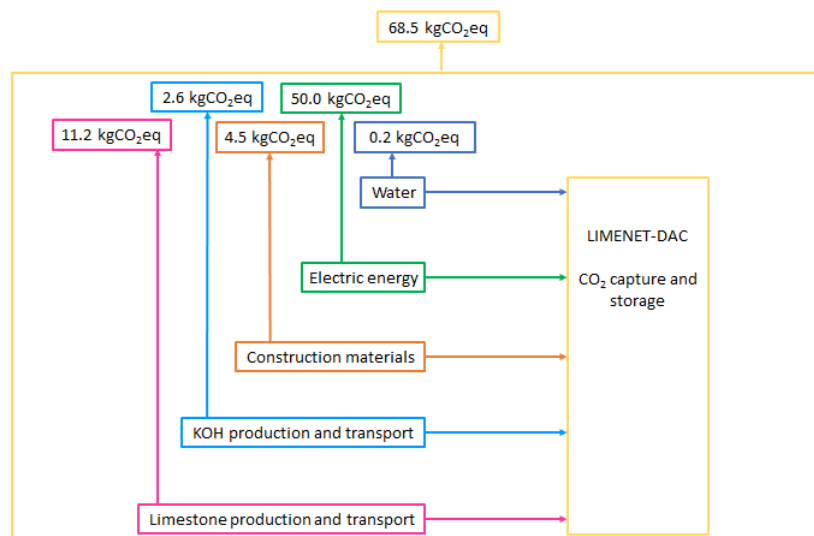 68.5 kgCO₂eq
2.6 kgCO₂eq
50.0 kgCO₂eq
11.2 kgCO₂eq
4.5 kgCO₂eq
0.2 kgCO₂eq
Water
LIMENET-DAC
Electric energy
CO₂ capture and
storage
Construction materials
KOH production and transport
Limestone production and transport